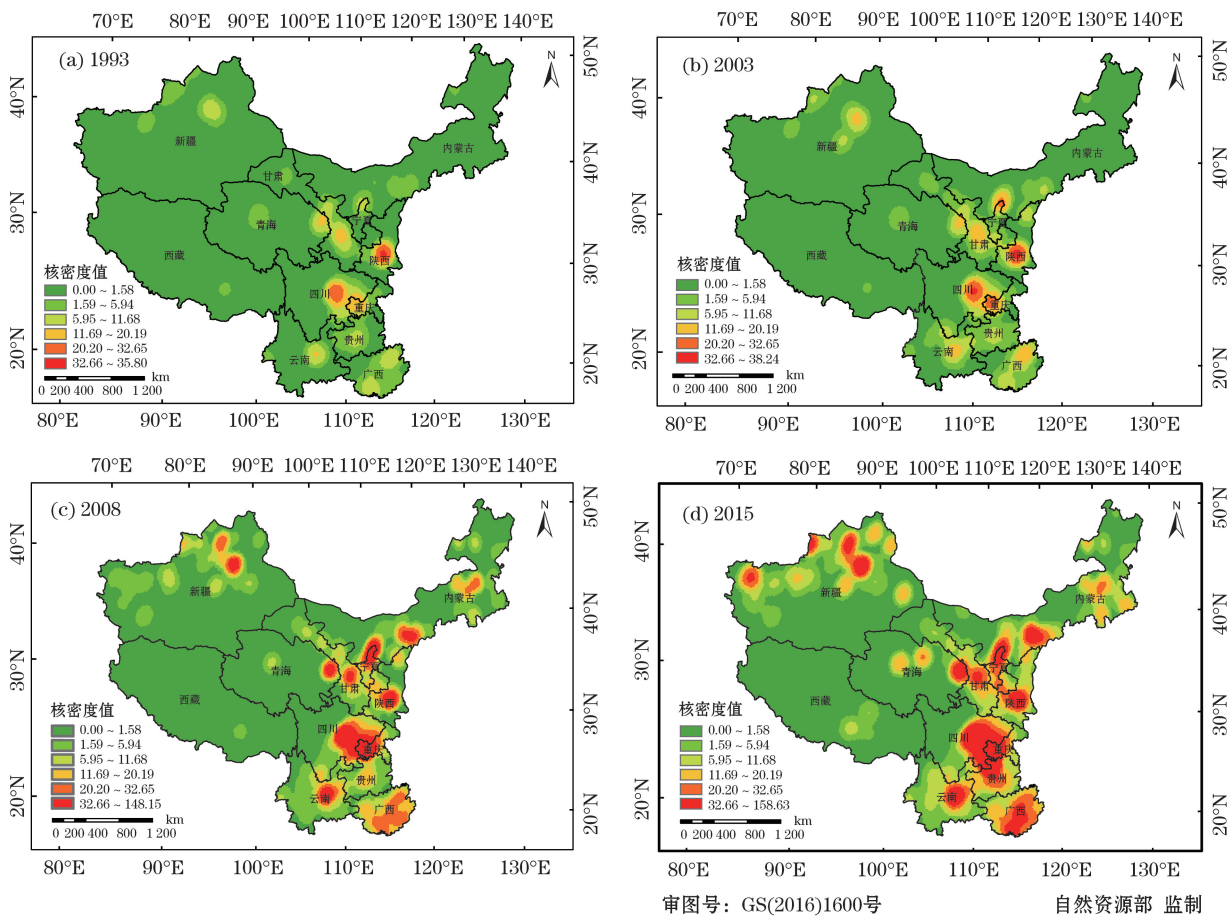 70°E 80°E 90°E 100°E 110°E 120°E 130°E 140°E
(a) 1993
N
50°N
40°N
30°N
20°N
40°N
30°N
20°N
新疆
内蒙古
甘肃
宁夏
青海
陕西
西藏
四川
重庆
贵州
云南
广西
核密度值
0.00 ~ 1.58
1.59 ~ 5.94
5.95 ~ 11.68
11.69 ~ 20.19
20.20 ~ 32.65
32.66 ~ 35.80
km
0 200 400 800 1 200
80°E 90°E 100°E 110°E 120°E 130°E
70°E 80°E 90°E 100°E 110°E 120°E 130°E 140°E
(b) 2003
N
50°N
40°N
30°N
20°N
40°N
30°N
20°N
新疆
内蒙古
宁夏
青海
甘肃
陕西
西藏
四川
重庆
贵州
云南
广西
核密度值
0.00 ~ 1.58
1.59 ~ 5.94
5.95 ~ 11.68
11.69 ~ 20.19
20.20 ~ 32.65
32.66 ~ 38.24
km
0 200 400 800 1 200
80°E 90°E 100°E 110°E 120°E 130°E
70°E 80°E 90°E 100°E 110°E 120°E 130°E 140°E
(c) 2008
N
50°N
40°N
30°N
20°N
40°N
30°N
20°N
新疆
内蒙古
宁夏
青海
甘肃
陕西
西藏
四川
重庆
贵州
云南
广西
核密度值
0.00 ~ 1.58
1.59 ~ 5.94
5.95 ~ 11.68
11.69 ~ 20.19
20.20 ~ 32.65
32.66 ~ 148.15
km
0 200 400 800 1 200
80°E 90°E 100°E 110°E 120°E 130°E
70°E 80°E 90°E 100°E 110°E 120°E 130°E 140°E
(d) 2015
N
50°N
40°N
30°N
20°N
40°N
30°N
20°N
新疆
内蒙古
宁夏
青海
甘肃
陕西
西藏
四川
重庆
贵州
云南
广西
核密度值
0.00 ~ 1.58
1.59 ~ 5.94
5.95 ~ 11.68
11.69 ~ 20.19
20.20 ~ 32.65
32.66 ~ 158.63
km
0 200 400 800 1 200
80°E 90°E 100°E 110°E 120°E 130°E
审图号：GS(2016)1600号 自然资源部 监制